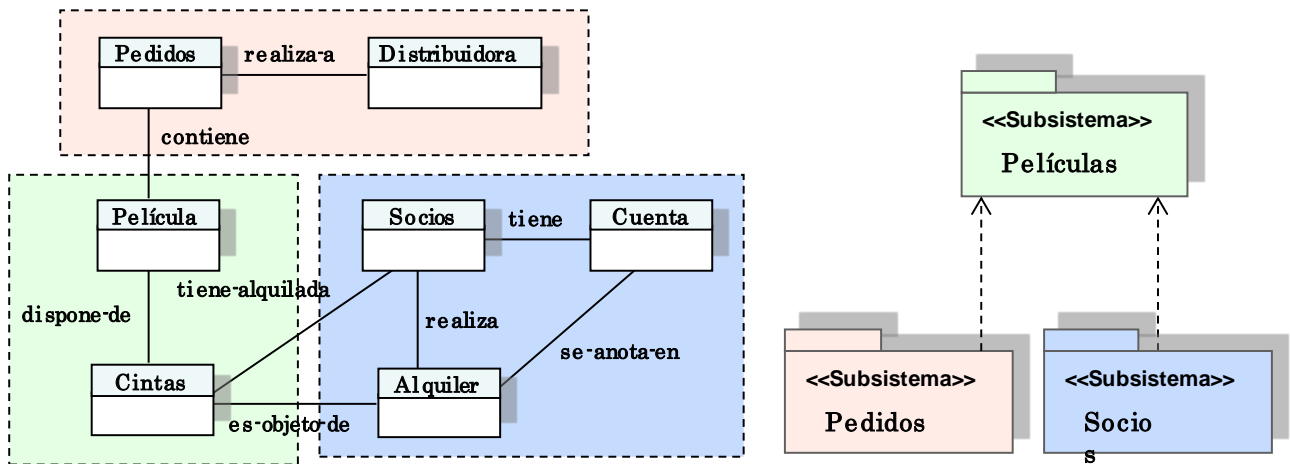 Pedidos
realiza-a
Distribuidora
contiene
Película
Socios
tiene
Cuenta
tiene-alquilada
dispone-de
realiza
se-anota-en
Cintas
Alquiler
es-objeto-de
<<Subsistema>>
Películas
<<Subsistema>>
Pedidos
<<Subsistema>>
Socio
s